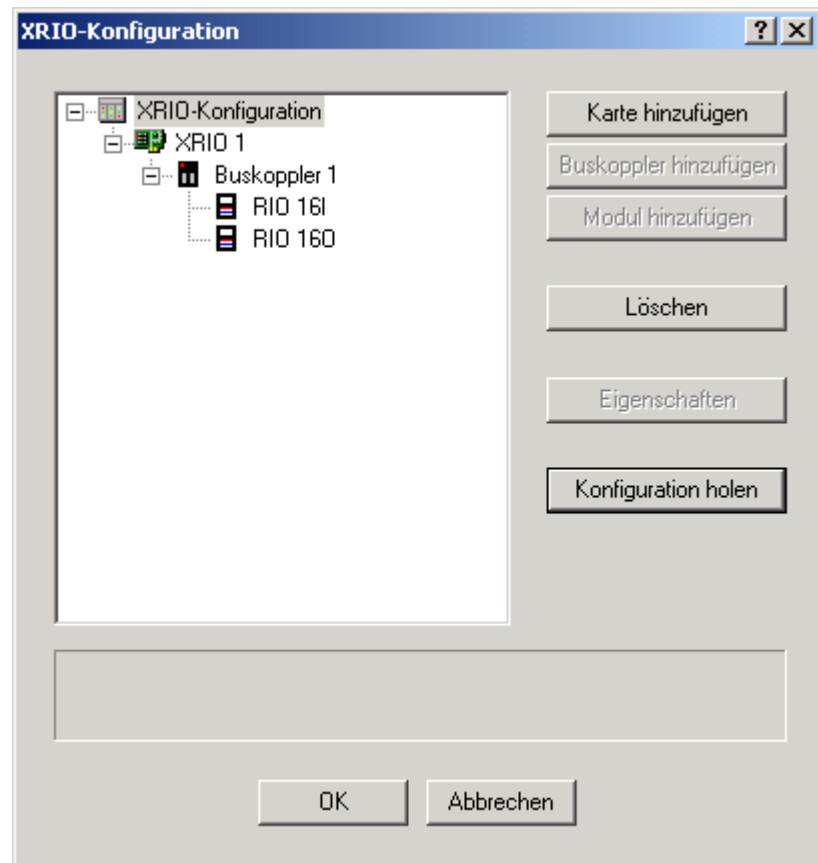 XRIO-Konfiguration
XRIO-Konfiguration
XRIO 1
Buskoppler 1
RIO 16I
RIO 16O
Karte hinzufügen
Buskoppler hinzufügen
Modul hinzufügen
Löschen
Eigenschaften
Konfiguration holen
OK
Abbrechen